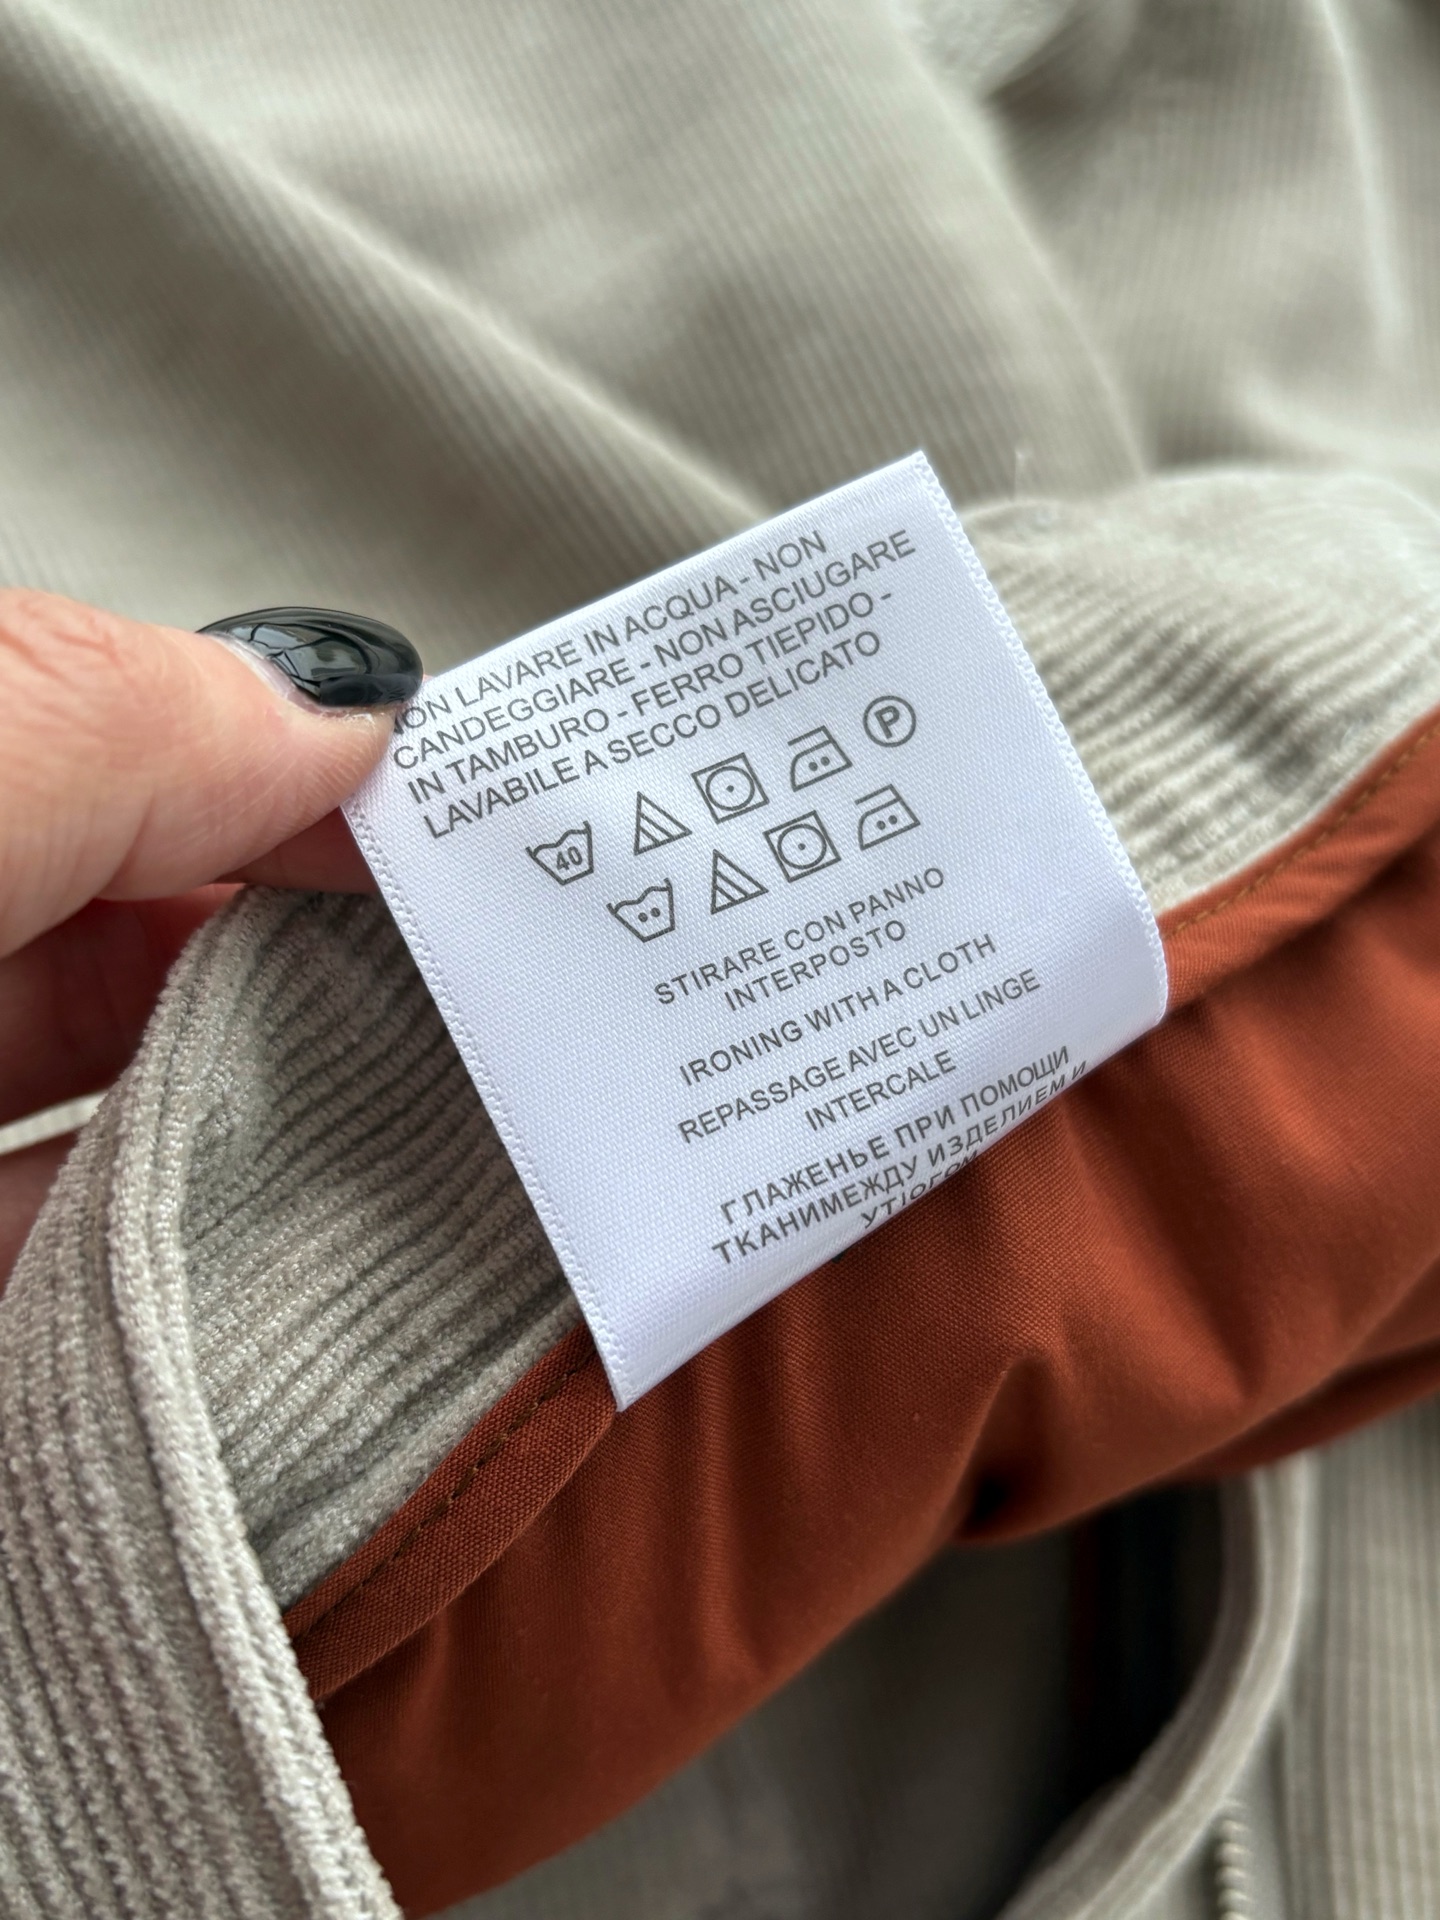 NON LAVARE IN ACQUA - NON
CANDEGGIARE - NON ASCIUGARE
IN TAMBURO - FERRO TIEPIDO -
LAVABILE A SECCO DELICATO
P
40
STIRARE CON PANNO
INTERPOSTO
IRONING WITH A CLOTH
REPASSAGE AVEC UN LINGE
INTERCALE
ГЛАЖЕНЬЕ ПРИ ПОМОЩИ
ТКАНИМЕЖДУ ИЗДЕЛИЕМ И
УТЮГОМ